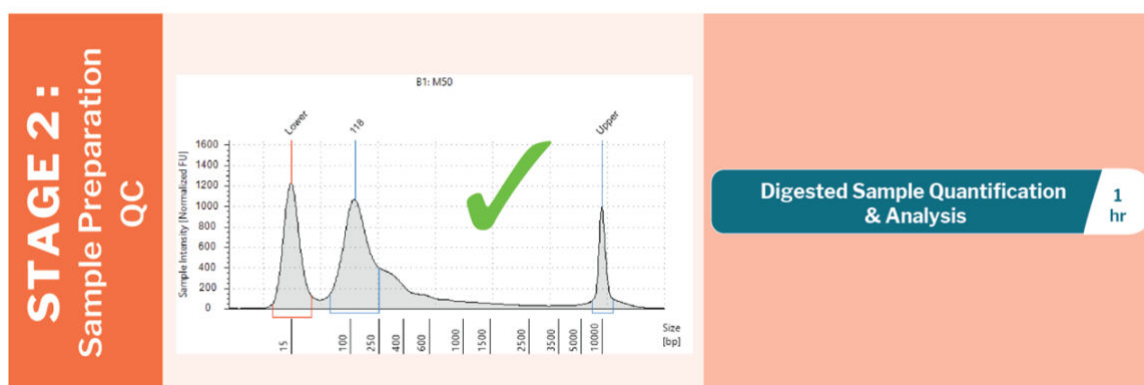 STAGE 2:
Sample Preparation
QC
B1: M50
Lower
118
Upper
Sample Intensity [Normalized FU]
1600
1400
1200
1000
800
600
400
200
0
15
100
250
400
600
1000
1500
2500
3500
5000
10000
Size
[bp]
Digested Sample Quantification
& Analysis
1
hr